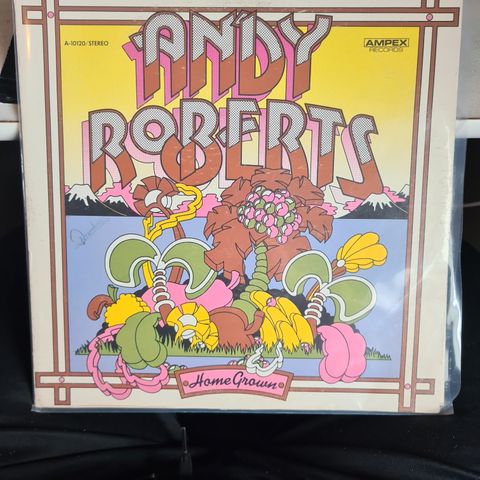 A-10120/STEREO
AMPEX
RECORDS
ANDY
ROBERTS
Home Grown